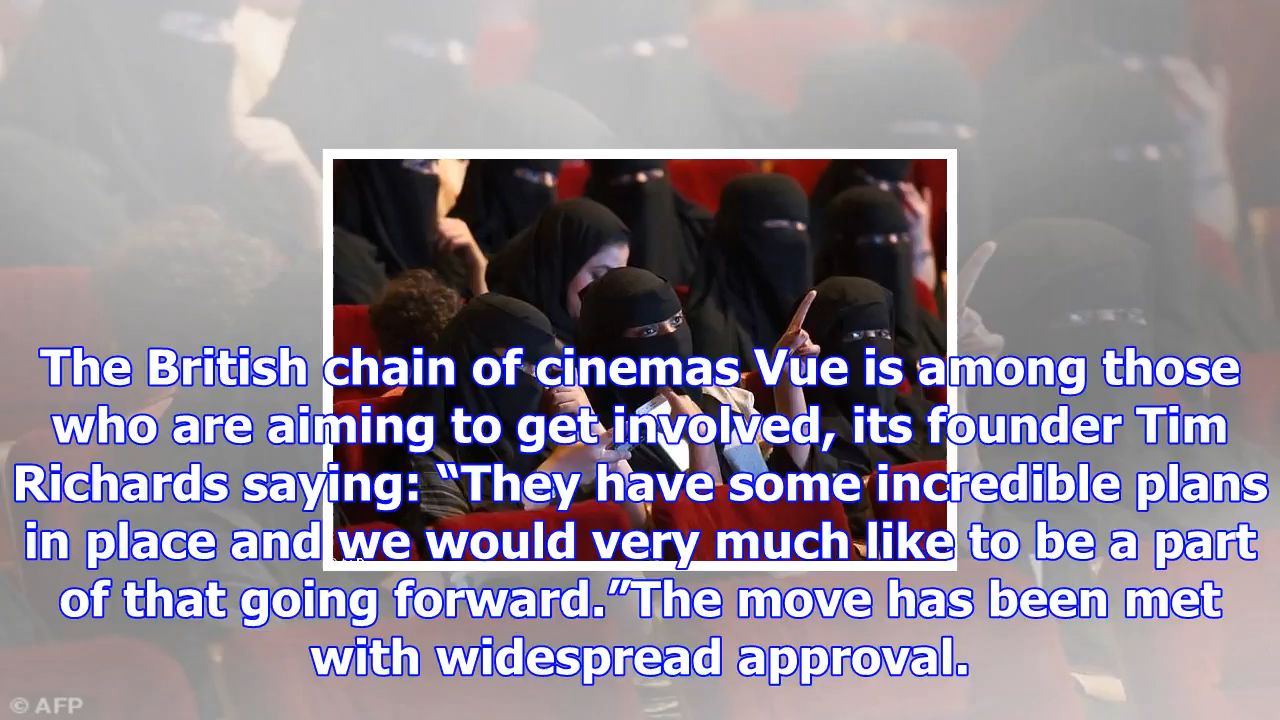 The British chain of cinemas Vue is among those
who are aiming to get involved, its founder Tim
Richards saying: “They have some incredible plans
in place and we would very much like to be a part
of that going forward.”The move has been met
with widespread approval.
© AFP